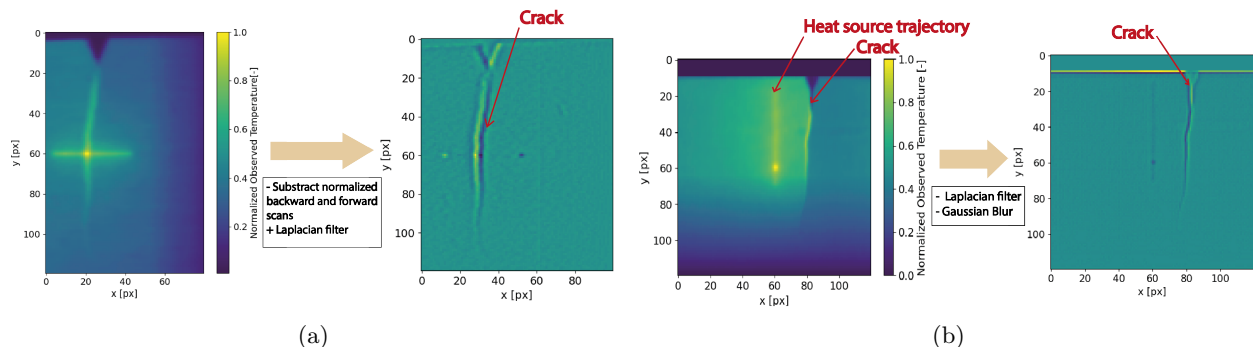 Crack
0
20
40
60
80
100
y [px]
0
20
40
60
x [px]
1.0
0.8
0.6
0.4
0.2
Normalized Observed Temperature[-]
- Substract normalized
backward and forward
scans
+ Laplacian filter
0
20
40
60
80
100
y [px]
0
20
40
60
80
x [px]
(a)
Heat source trajectory
Crack
0
20
40
60
80
100
120
y [px]
0
20
40
60
80
100
x [px]
1.0
0.8
0.6
0.4
0.2
0.0
Normalized Observed Temperature [-]
- Laplacian filter
- Gaussian Blur
Crack
0
20
40
60
80
100
120
y [px]
0
20
40
60
80
100
x [px]
(b)